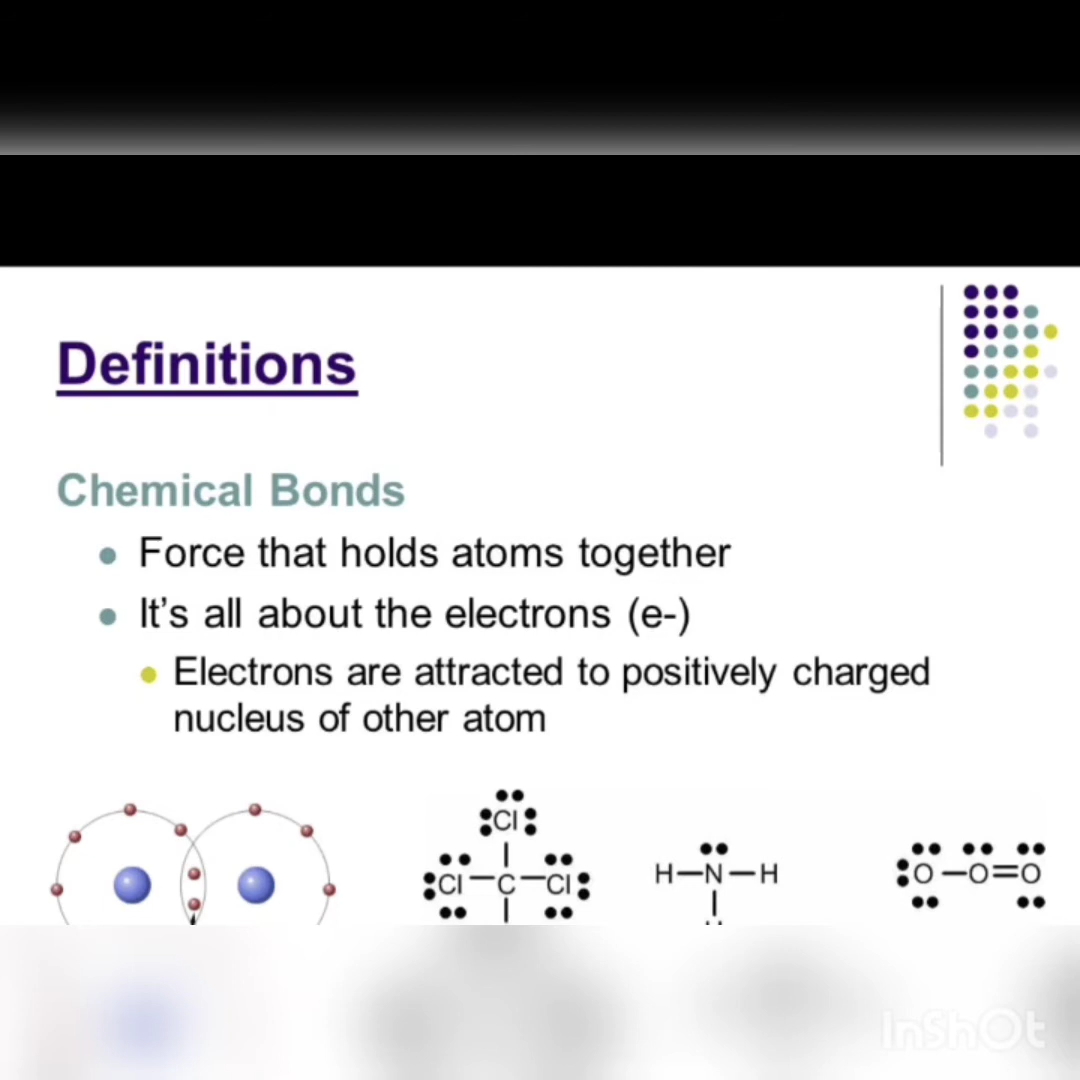 Definitions
Chemical Bonds
Force that holds atoms together
It's all about the electrons (e-)
Electrons are attracted to positively charged
nucleus of other atom
Cl
Cl—C—Cl
H—N—H
O—O=O
InShOt